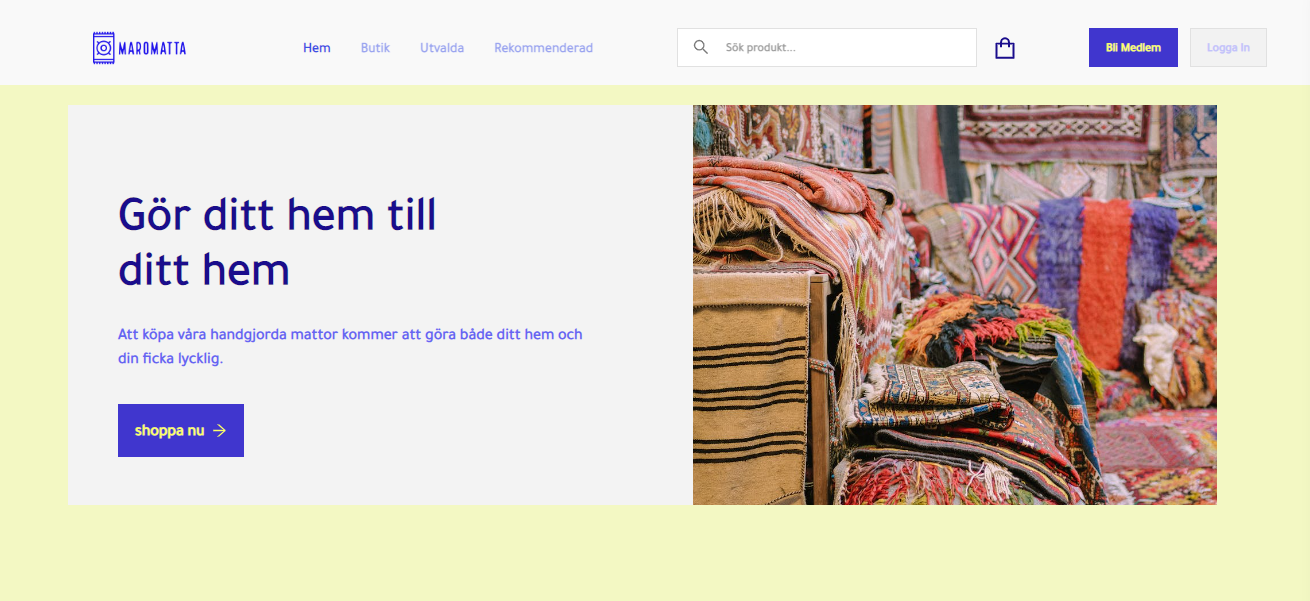 MAROMATTA
Hem
Butik
Utvalda
Rekommenderad
Sök produkt...
Bli Medlem
Logga In
Gör ditt hem till
ditt hem
Att köpa våra handgjorda mattor kommer att göra både ditt hem och
din ficka lycklig.
shoppa nu